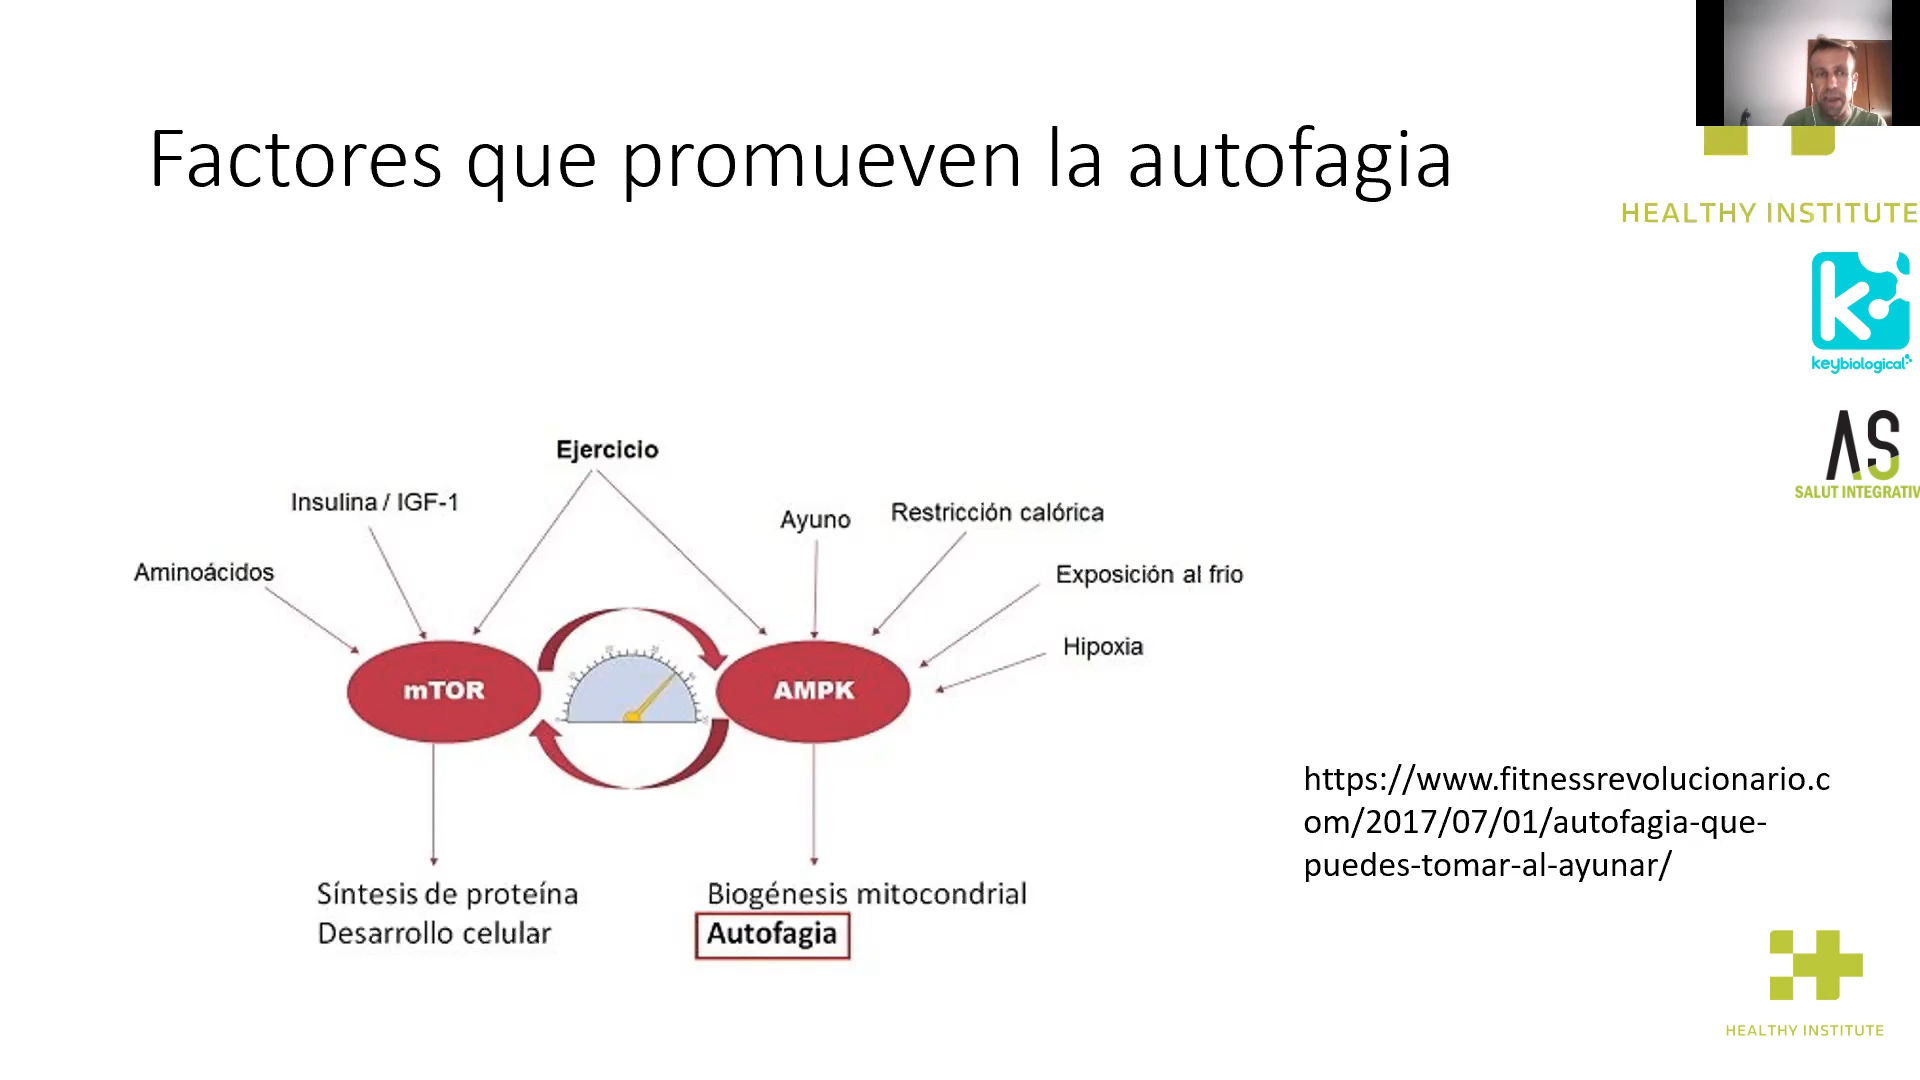 Factores que promueven la autofagia
HEALTHY INSTITUTE
keybiological
AS
SALUT INTEGRATIV
Ejercicio
Insulina / IGF-1
Aminoácidos
Ayuno
Restricción calórica
Exposición al frio
Hipoxia
mTOR
AMPK
Síntesis de proteína
Desarrollo celular
Biogénesis mitocondrial
Autofagia
https://www.fitnessrevolucionario.c
om/2017/07/01/autofagia-que-
puedes-tomar-al-ayunar/
HEALTHY INSTITUTE